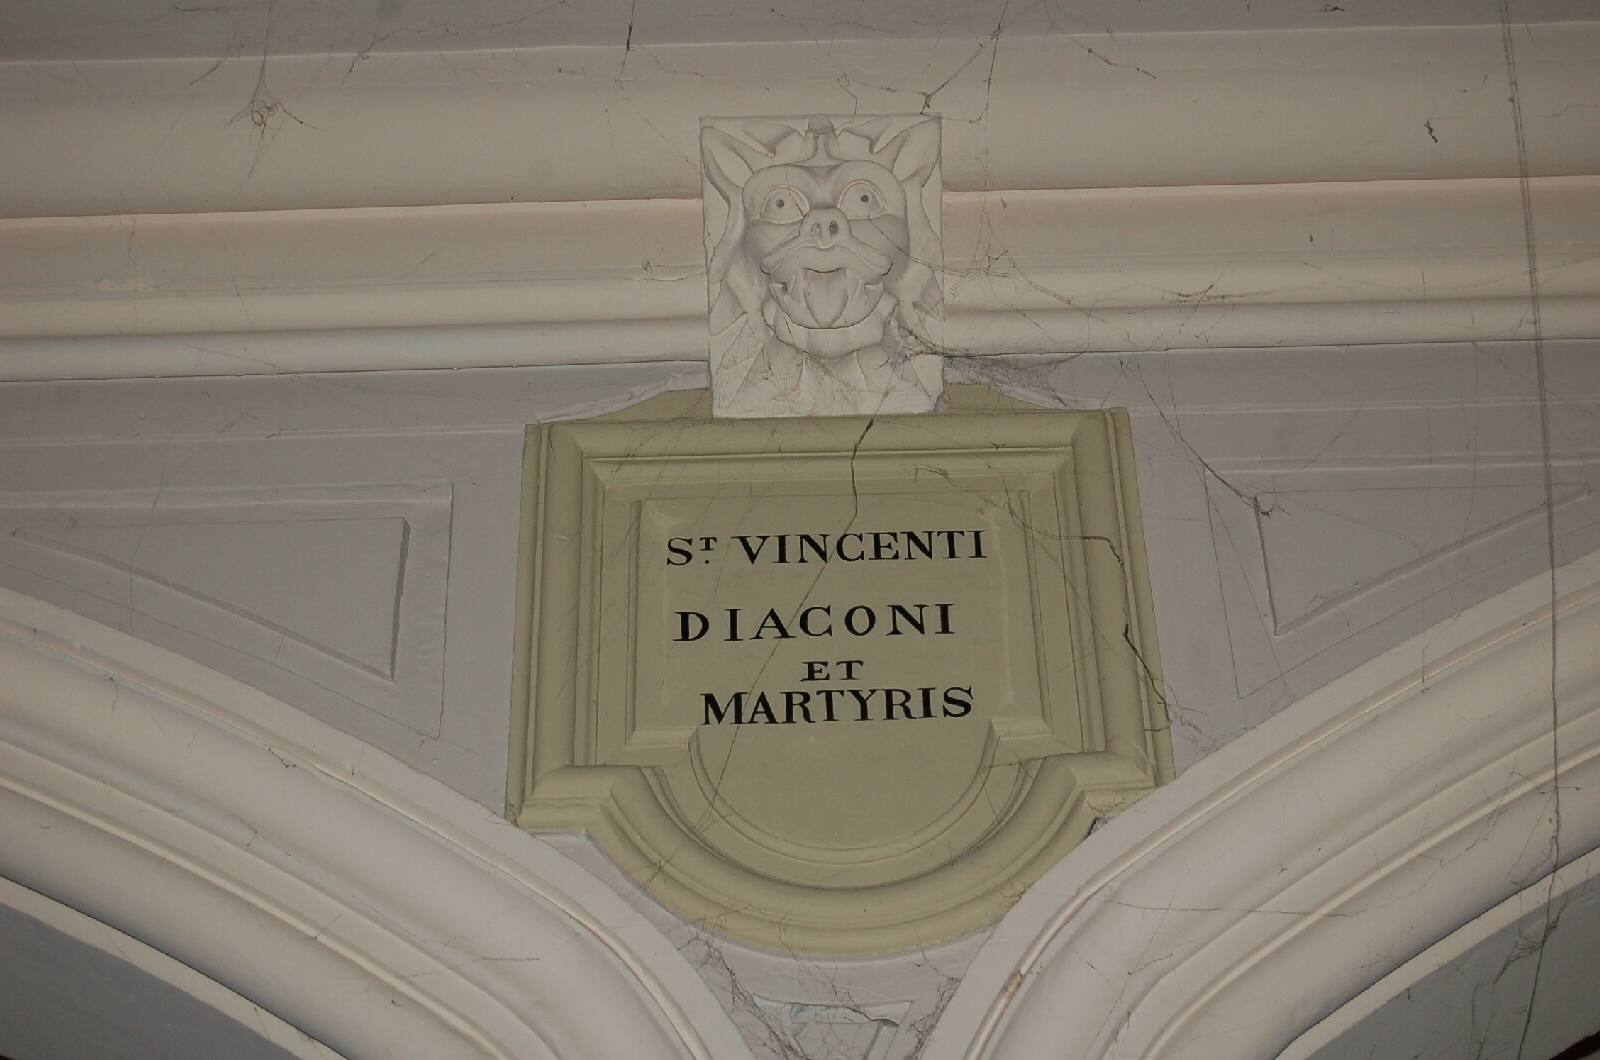 ST. VINCENTI
DIACONI
ET
MARTYRIS